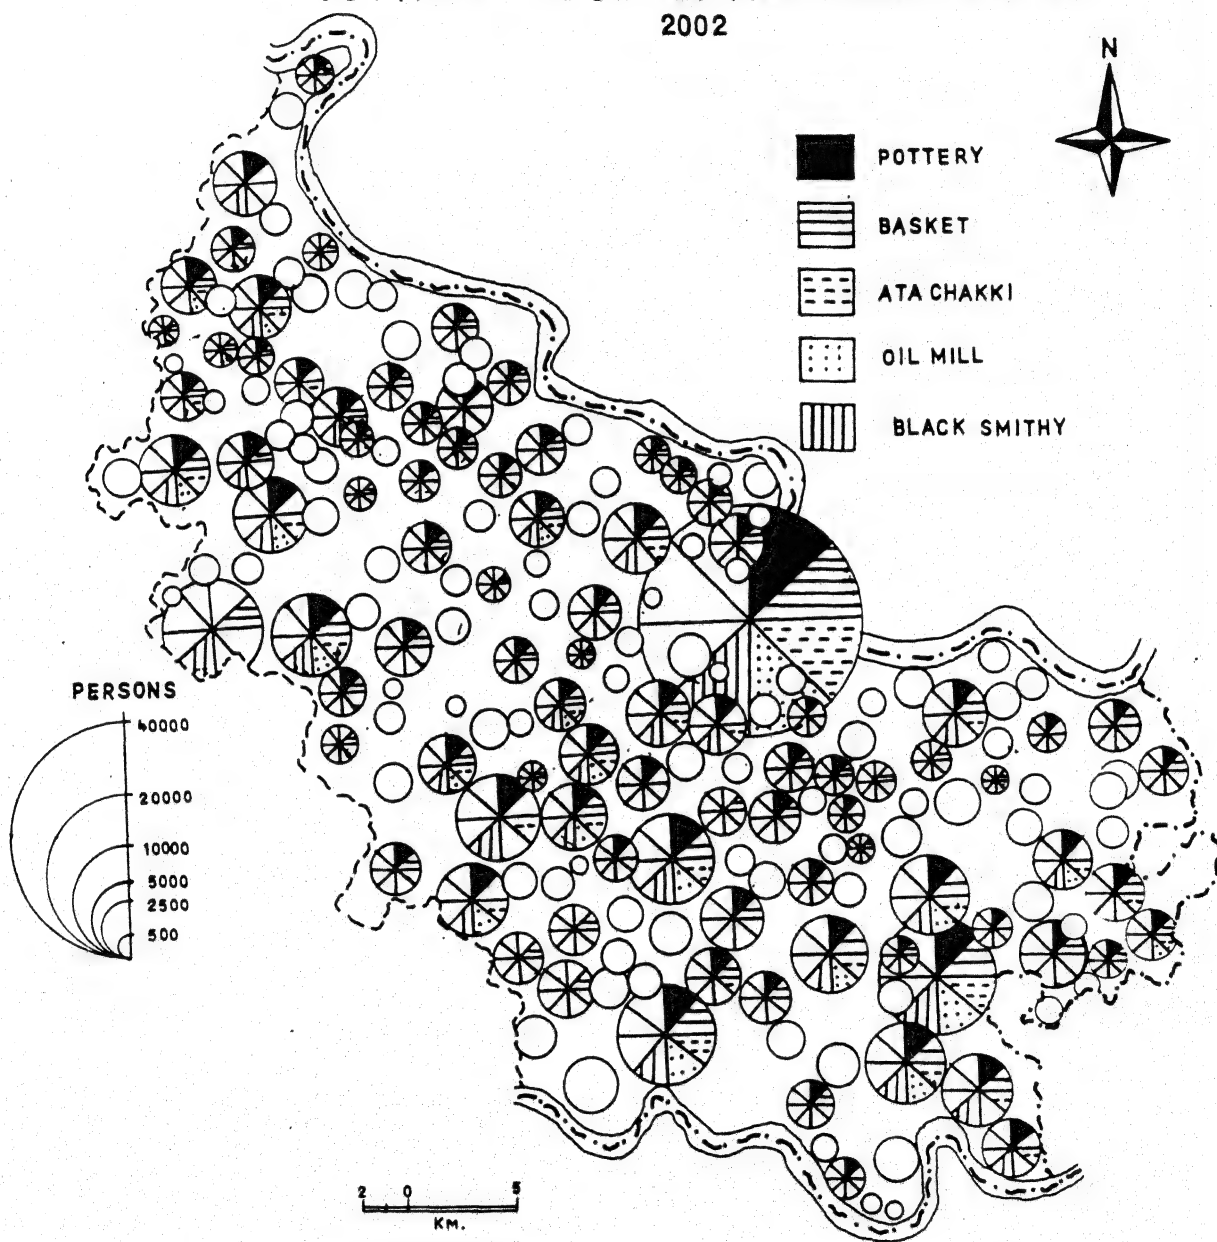 2002
N
POTTERY
BASKET
ATA CHAKKI
OIL MILL
BLACK SMITHY
PERSONS
40000
20000
10000
5000
2500
500
2 0 5
KM.